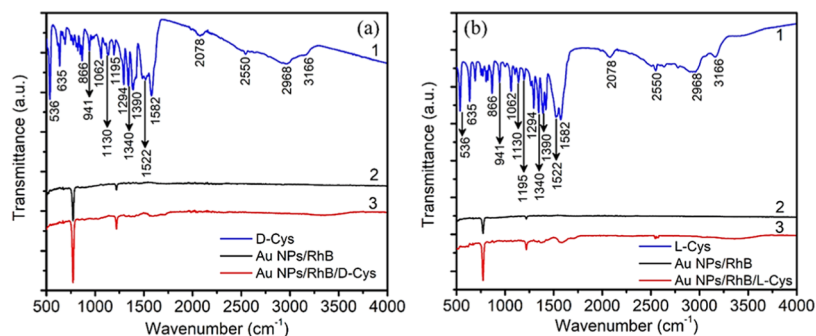 (a)
1
536
635
866
941
1062
1130
1195
1294
1340
1390
1522
1582
2078
2550
2968
3166
2
3
D-Cys
Au NPs/RhB
Au NPs/RhB/D-Cys
Transmittance (a.u.)
500 1000 1500 2000 2500 3000 3500 4000
Wavenumber (cm-1)
(b)
1
536
635
866
941
1062
1130
1195
1294
1340
1390
1522
1582
2078
2550
2968
3166
2
3
L-Cys
Au NPs/RhB
Au NPs/RhB/L-Cys
Transmittance (a.u.)
500 1000 1500 2000 2500 3000 3500 4000
Wavenumber (cm-1)